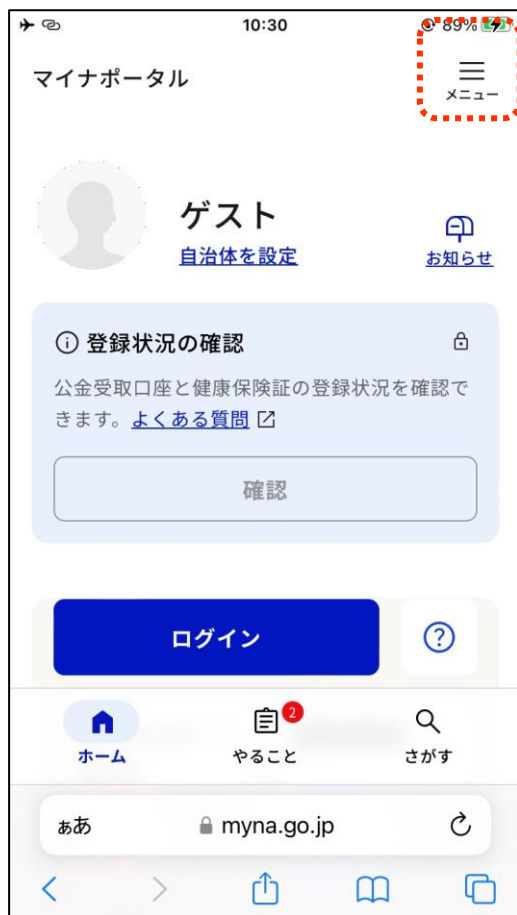 10:30
89%
マイナポータル
メニュー
ゲスト
自治体を設定
お知らせ
登録状況の確認
公金受取口座と健康保険証の登録状況を確認で
きます。よくある質問
確認
ログイン
2
ホーム
やること
さがす
ぁあ
myna.go.jp